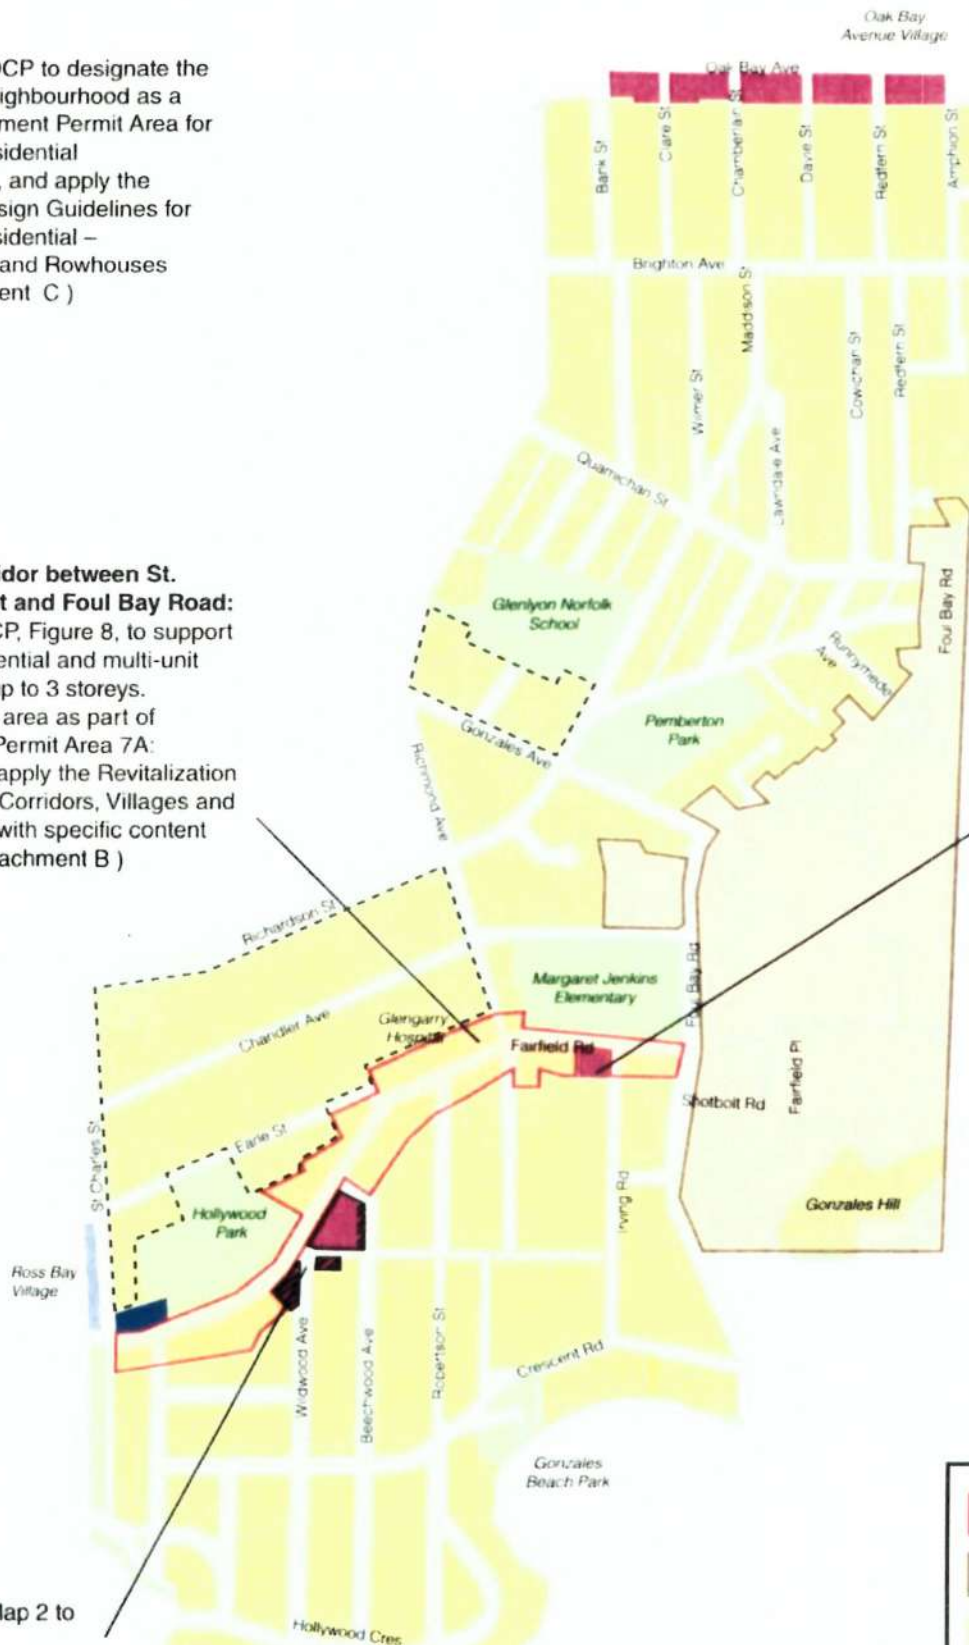 Oak Bay
Avenue Village
OCP to designate the
ighbourhood as a
ment Permit Area for
sidential
, and apply the
sign Guidelines for
sidential –
and Rowhouses
ent C )
Oak Bay Ave
Bank St
Clare St
Chamberlain St
Davie St
Redfern St
Amphion St
Brighton Ave
Maddison St
Wilmer St
Cowichan St
Redfern St
Lawndale Ave
Quamichan St
idor between St.
t and Foul Bay Road:
CP, Figure 8, to support
ential and multi-unit
p to 3 storeys.
area as part of
Permit Area 7A:
apply the Revitalization
Corridors, Villages and
with specific content
achment B )
Glenlyon Norfolk
School
Foul Bay Rd
Runnymede
Ave
Pemberton
Park
Gonzales Ave
Richmond Ave
Richardson St
Chandler Ave
Glengarry
Hospital
Margaret Jenkins
Elementary
Foul Bay Rd
Fairfield Rd
Fairfield Pl
Shotbolt Rd
Earle St
St Charles St
Hollywood
Park
Irving Rd
Gonzales Hill
Ross Bay
Village
Wildwood Ave
Beechwood Ave
Robertson St
Crescent Rd
Gonzales
Beach Park
Map 2 to
Hollywood Cres